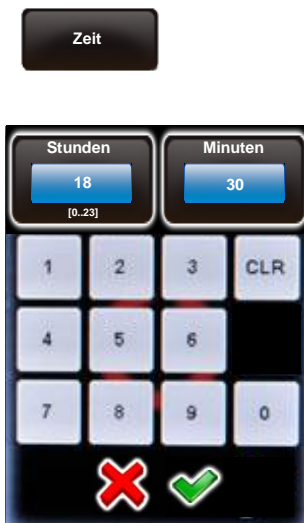 Zeit
Stunden Minuten
18 30
[0..23]
1 2 3 CLR
4 5 6
7 8 9 0